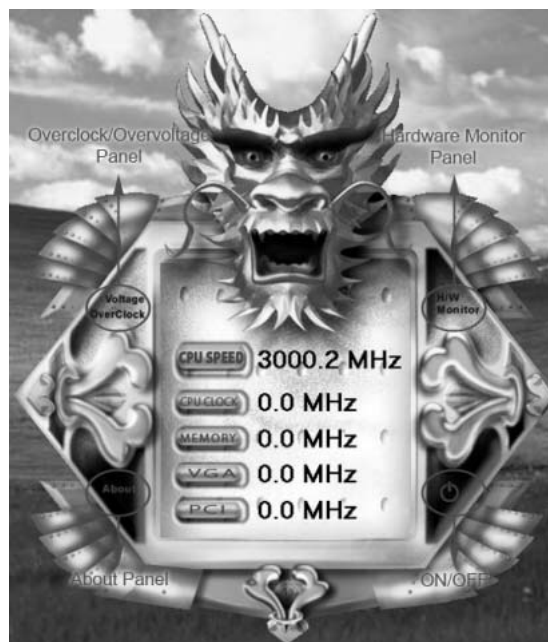 Overclock/Overvoltage
Panel
Hardware Monitor
Panel
Voltage
OverClock
H/W
Monitor
CPU SPEED 3000.2 MHz
CPU CLOCK 0.0 MHz
MEMORY 0.0 MHz
VGA 0.0 MHz
PCI 0.0 MHz
About
About Panel
ON/OFF